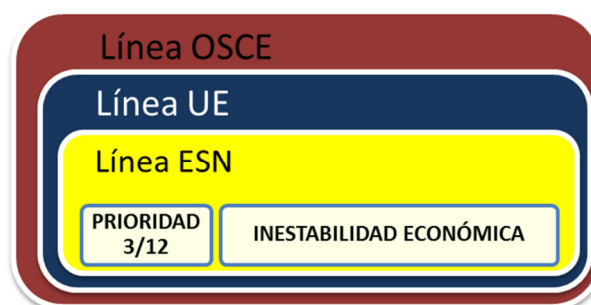 Línea OSCE
Línea UE
Línea ESN
PRIORIDAD
3/12
INESTABILIDAD ECONÓMICA